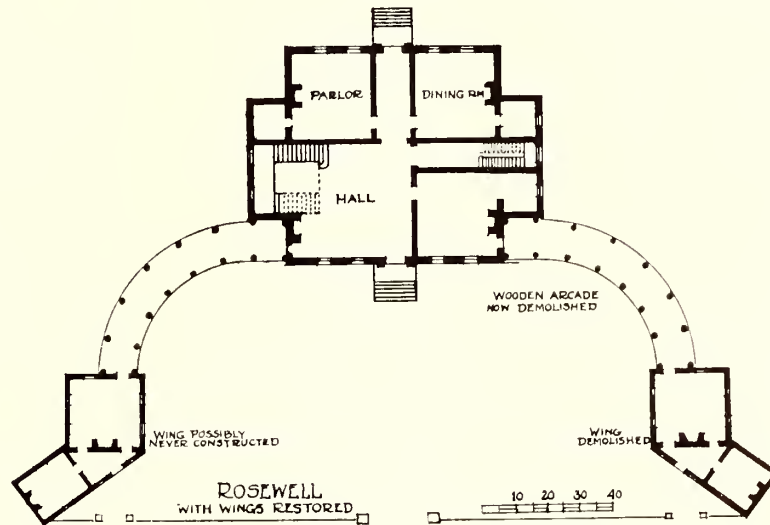 PARLOR
DINING RM
HALL
WOODEN ARCADE
NOW DEMOLISHED
WING POSSIBLY
NEVER CONSTRUCTED
WING
DEMOLISHED
ROSEWELL
WITH WINGS RESTORED
10 20 30 40